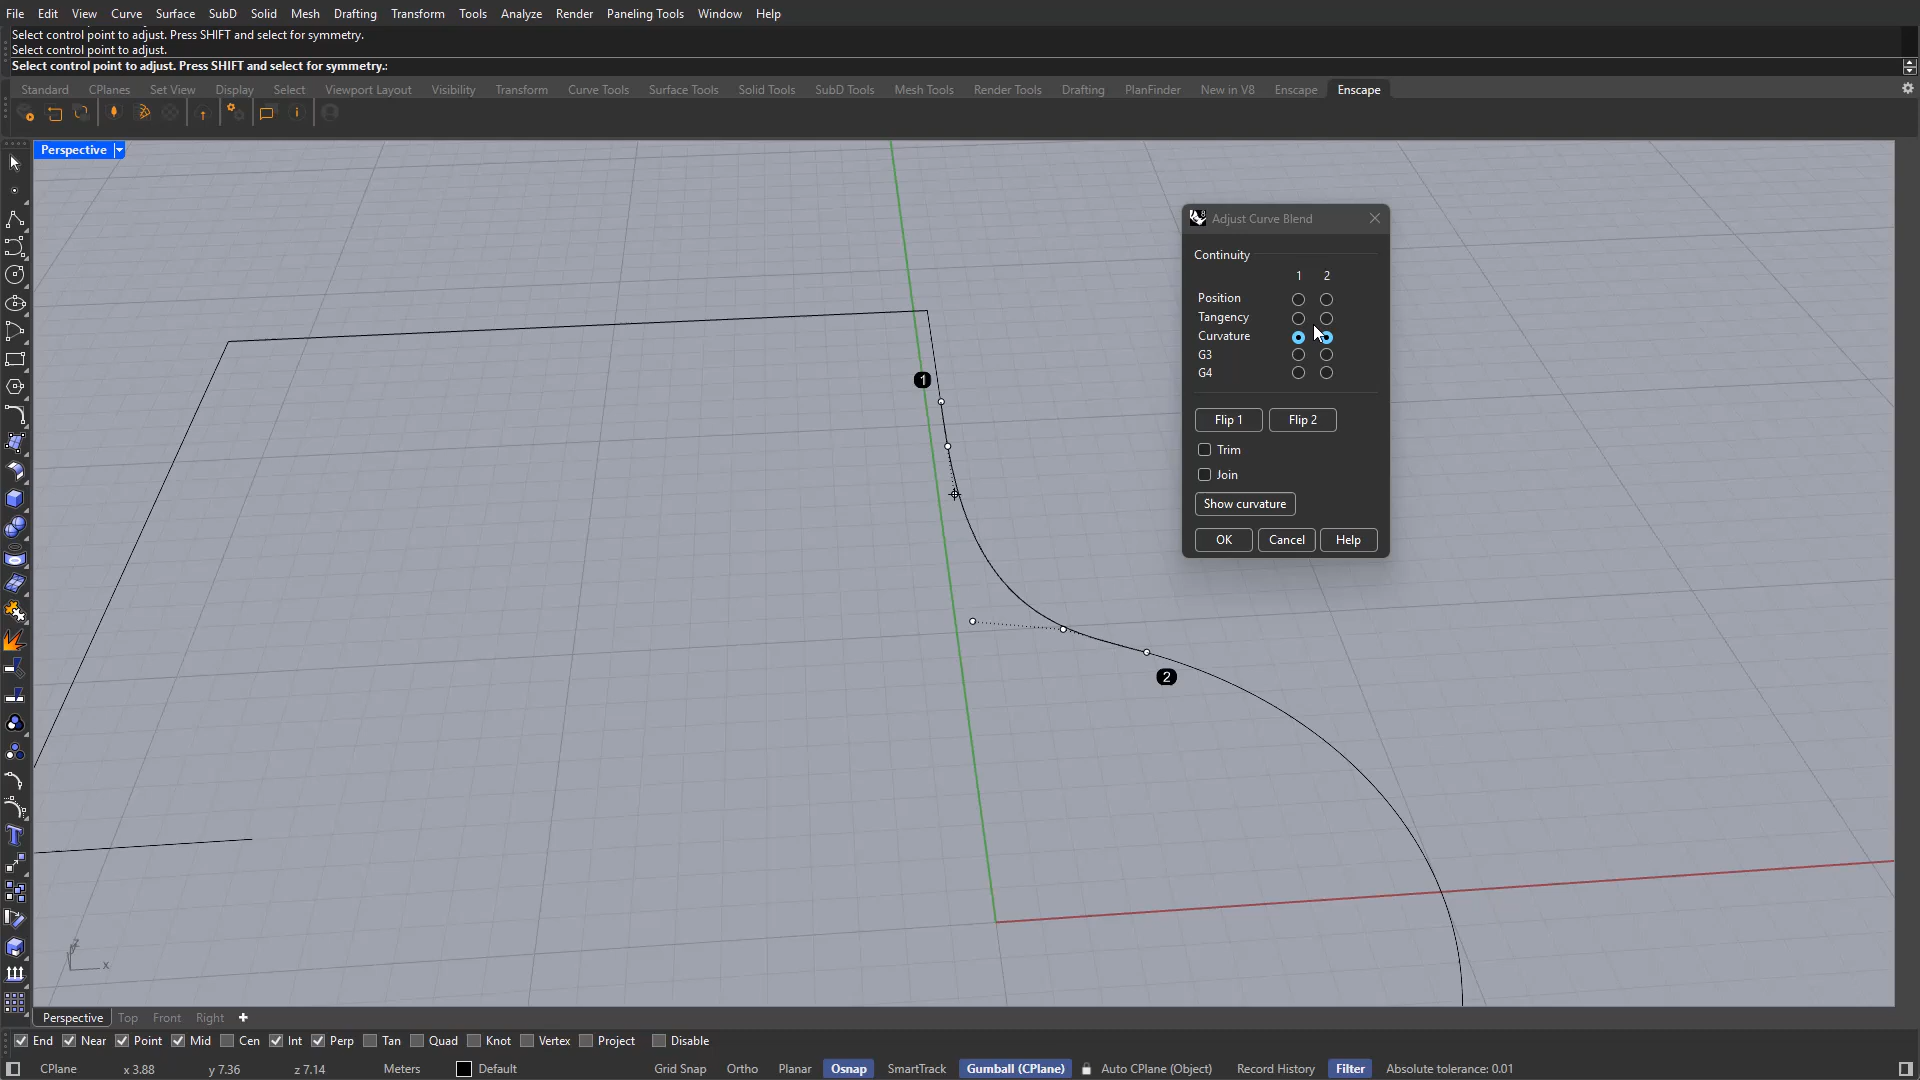 File Edit View Curve Surface SubD Solid Mesh Drafting Transform Tools Analyze Render Paneling Tools Window Help
Select control point to adjust. Press SHIFT and select for symmetry.
Select control point to adjust.
Select control point to adjust. Press SHIFT and select for symmetry.:
Standard CPlanes Set View Display Select Viewport Layout Visibility Transform Curve Tools Surface Tools Solid Tools SubD Tools Mesh Tools Render Tools Drafting PlanFinder New in V8 Enscape Enscape
Perspective
Adjust Curve Blend
Continuity
1 2
Position
Tangency
Curvature
G3
G4
Flip 1 Flip 2
Trim
Join
Show curvature
OK Cancel Help
1
2
z
x
Perspective Top Front Right
End Near Point Mid Cen Int Perp Tan Quad Knot Vertex Project Disable
CPlane x 3.88 y 7.36 z 7.14 Meters Default Grid Snap Ortho Planar Osnap SmartTrack Gumball (CPlane) Auto CPlane (Object) Record History Filter Absolute tolerance: 0.01